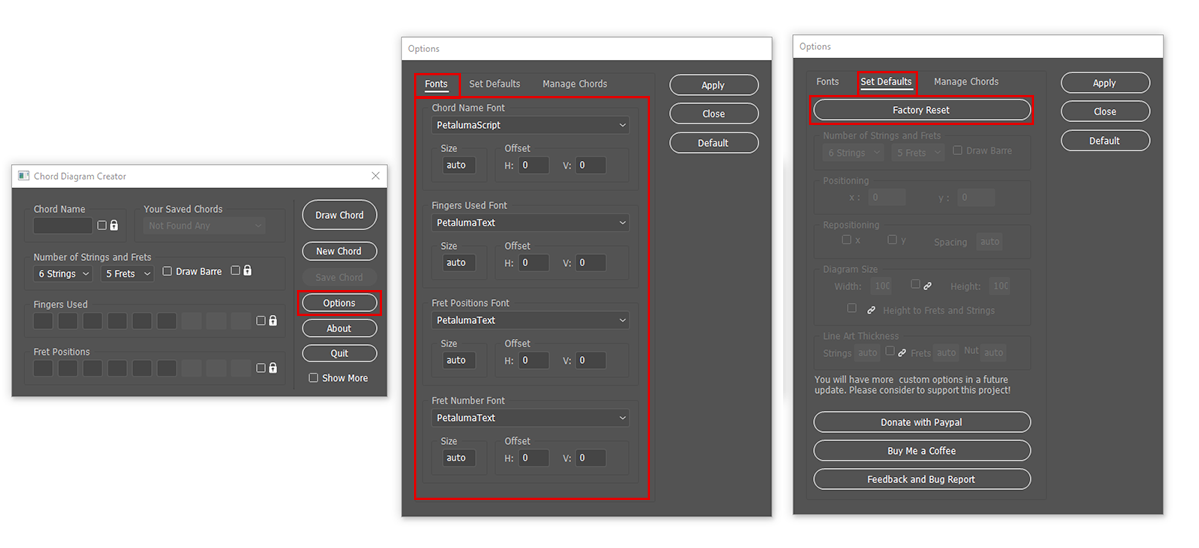 Chord Diagram Creator
Chord Name
Your Saved Chords
Not Found Any
Draw Chord
New Chord
Number of Strings and Frets
6 Strings 5 Frets Draw Barre
Save Chord
Fingers Used
Options
About
Fret Positions
Quit
Show More
Options
Fonts Set Defaults Manage Chords
Apply
Close
Default
Chord Name Font
PetalumaScript
Size Offset
auto H: 0 V: 0
Fingers Used Font
PetalumaText
Size Offset
auto H: 0 V: 0
Fret Positions Font
PetalumaText
Size Offset
auto H: 0 V: 0
Fret Number Font
PetalumaText
Size Offset
auto H: 0 V: 0
Options
Fonts Set Defaults Manage Chords
Apply
Close
Default
Factory Reset
Number of Strings and Frets
6 Strings 5 Frets Draw Barre
Positioning
x : 0 y : 0
Repositioning
x y Spacing auto
Diagram Size
Width: 100 Height: 100
Height to Frets and Strings
Line Art Thickness
Strings auto Frets auto Nut auto
You will have more custom options in a future
update. Please consider to support this project!
Donate with Paypal
Buy Me a Coffee
Feedback and Bug Report